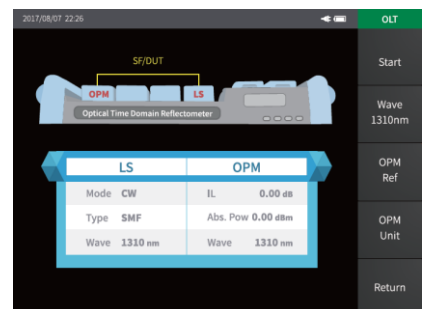 2017/08/07 22:26
OLT
SF/DUT
OPM LS
Optical Time Domain Reflectometer
LS OPM
Mode CW IL 0.00 dB
Type SMF Abs. Pow 0.00 dBm
Wave 1310 nm Wave 1310 nm
Start
Wave
1310nm
OPM
Ref
OPM
Unit
Return